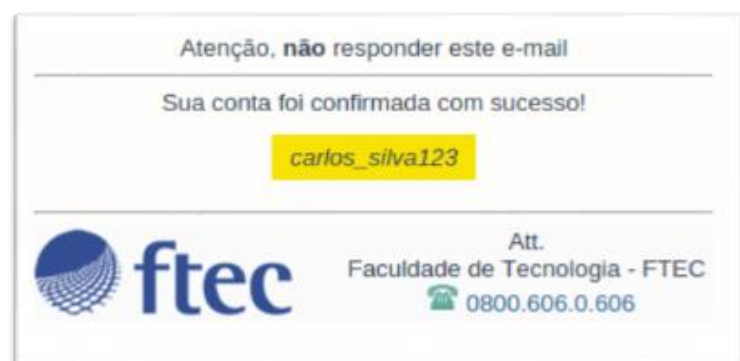 Atenção, não responder este e-mail
Sua conta foi confirmada com sucesso!
carlos_silva123
ftec
Att.
Faculdade de Tecnologia - FTEC
☎ 0800.606.0.606